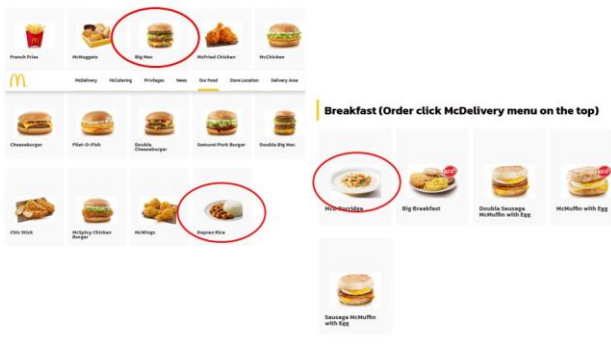 French Fries
McNuggets
Big Mac
McFried Chicken
McChicken
McDelivery
McCatering
Privileges
News
Our Food
Store Location
Delivery Area
Cheeseburger
Filet-O-Fish
Double
Cheeseburger
Samurai Pork Burger
Double Big Mac
Chic Stick
McSpicy Chicken
Burger
McWings
Kaprao Rice
Breakfast (Order click McDelivery menu on the top)
Porridge
Big Breakfast
Double Sausage
McMuffin with Egg
McMuffin with Egg
Sausage McMuffin
with Egg